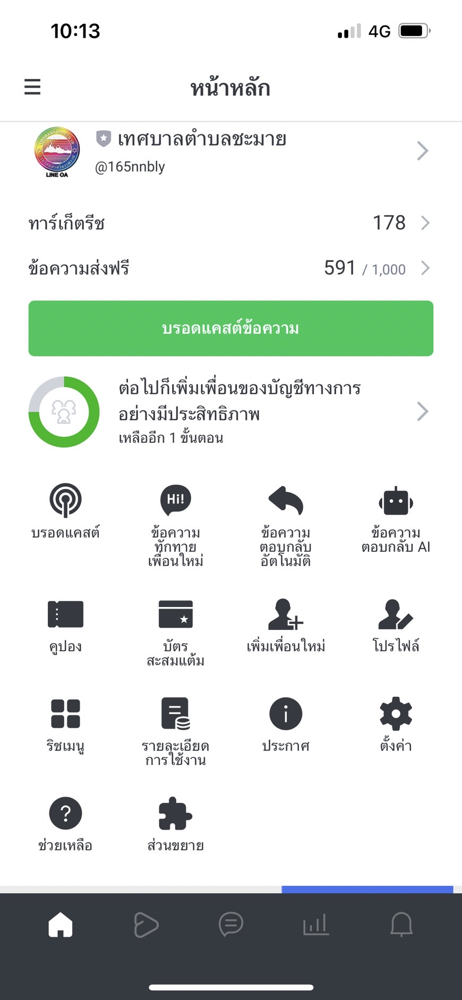 10:13
4G
หน้าหลัก
เทศบาลตำบลชะมาย
@165nnbly
LINE OA
ทาร์เก็ตรีช 178
ข้อความส่งฟรี 591 / 1,000
บรอดแคสต์ข้อความ
ต่อไปก็เพิ่มเพื่อนของบัญชีทางการ
อย่างมีประสิทธิภาพ
เหลืออีก 1 ขั้นตอน
Hi!
บรอดแคสต์
ข้อความ
ทักทาย
เพื่อนใหม่
ข้อความ
ตอบกลับ
อัตโนมัติ
ข้อความ
ตอบกลับ AI
คูปอง
บัตร
สะสมแต้ม
เพิ่มเพื่อนใหม่
โปรไฟล์
ริชเมนู
รายละเอียด
การใช้งาน
ประกาศ
ตั้งค่า
ช่วยเหลือ
ส่วนขยาย